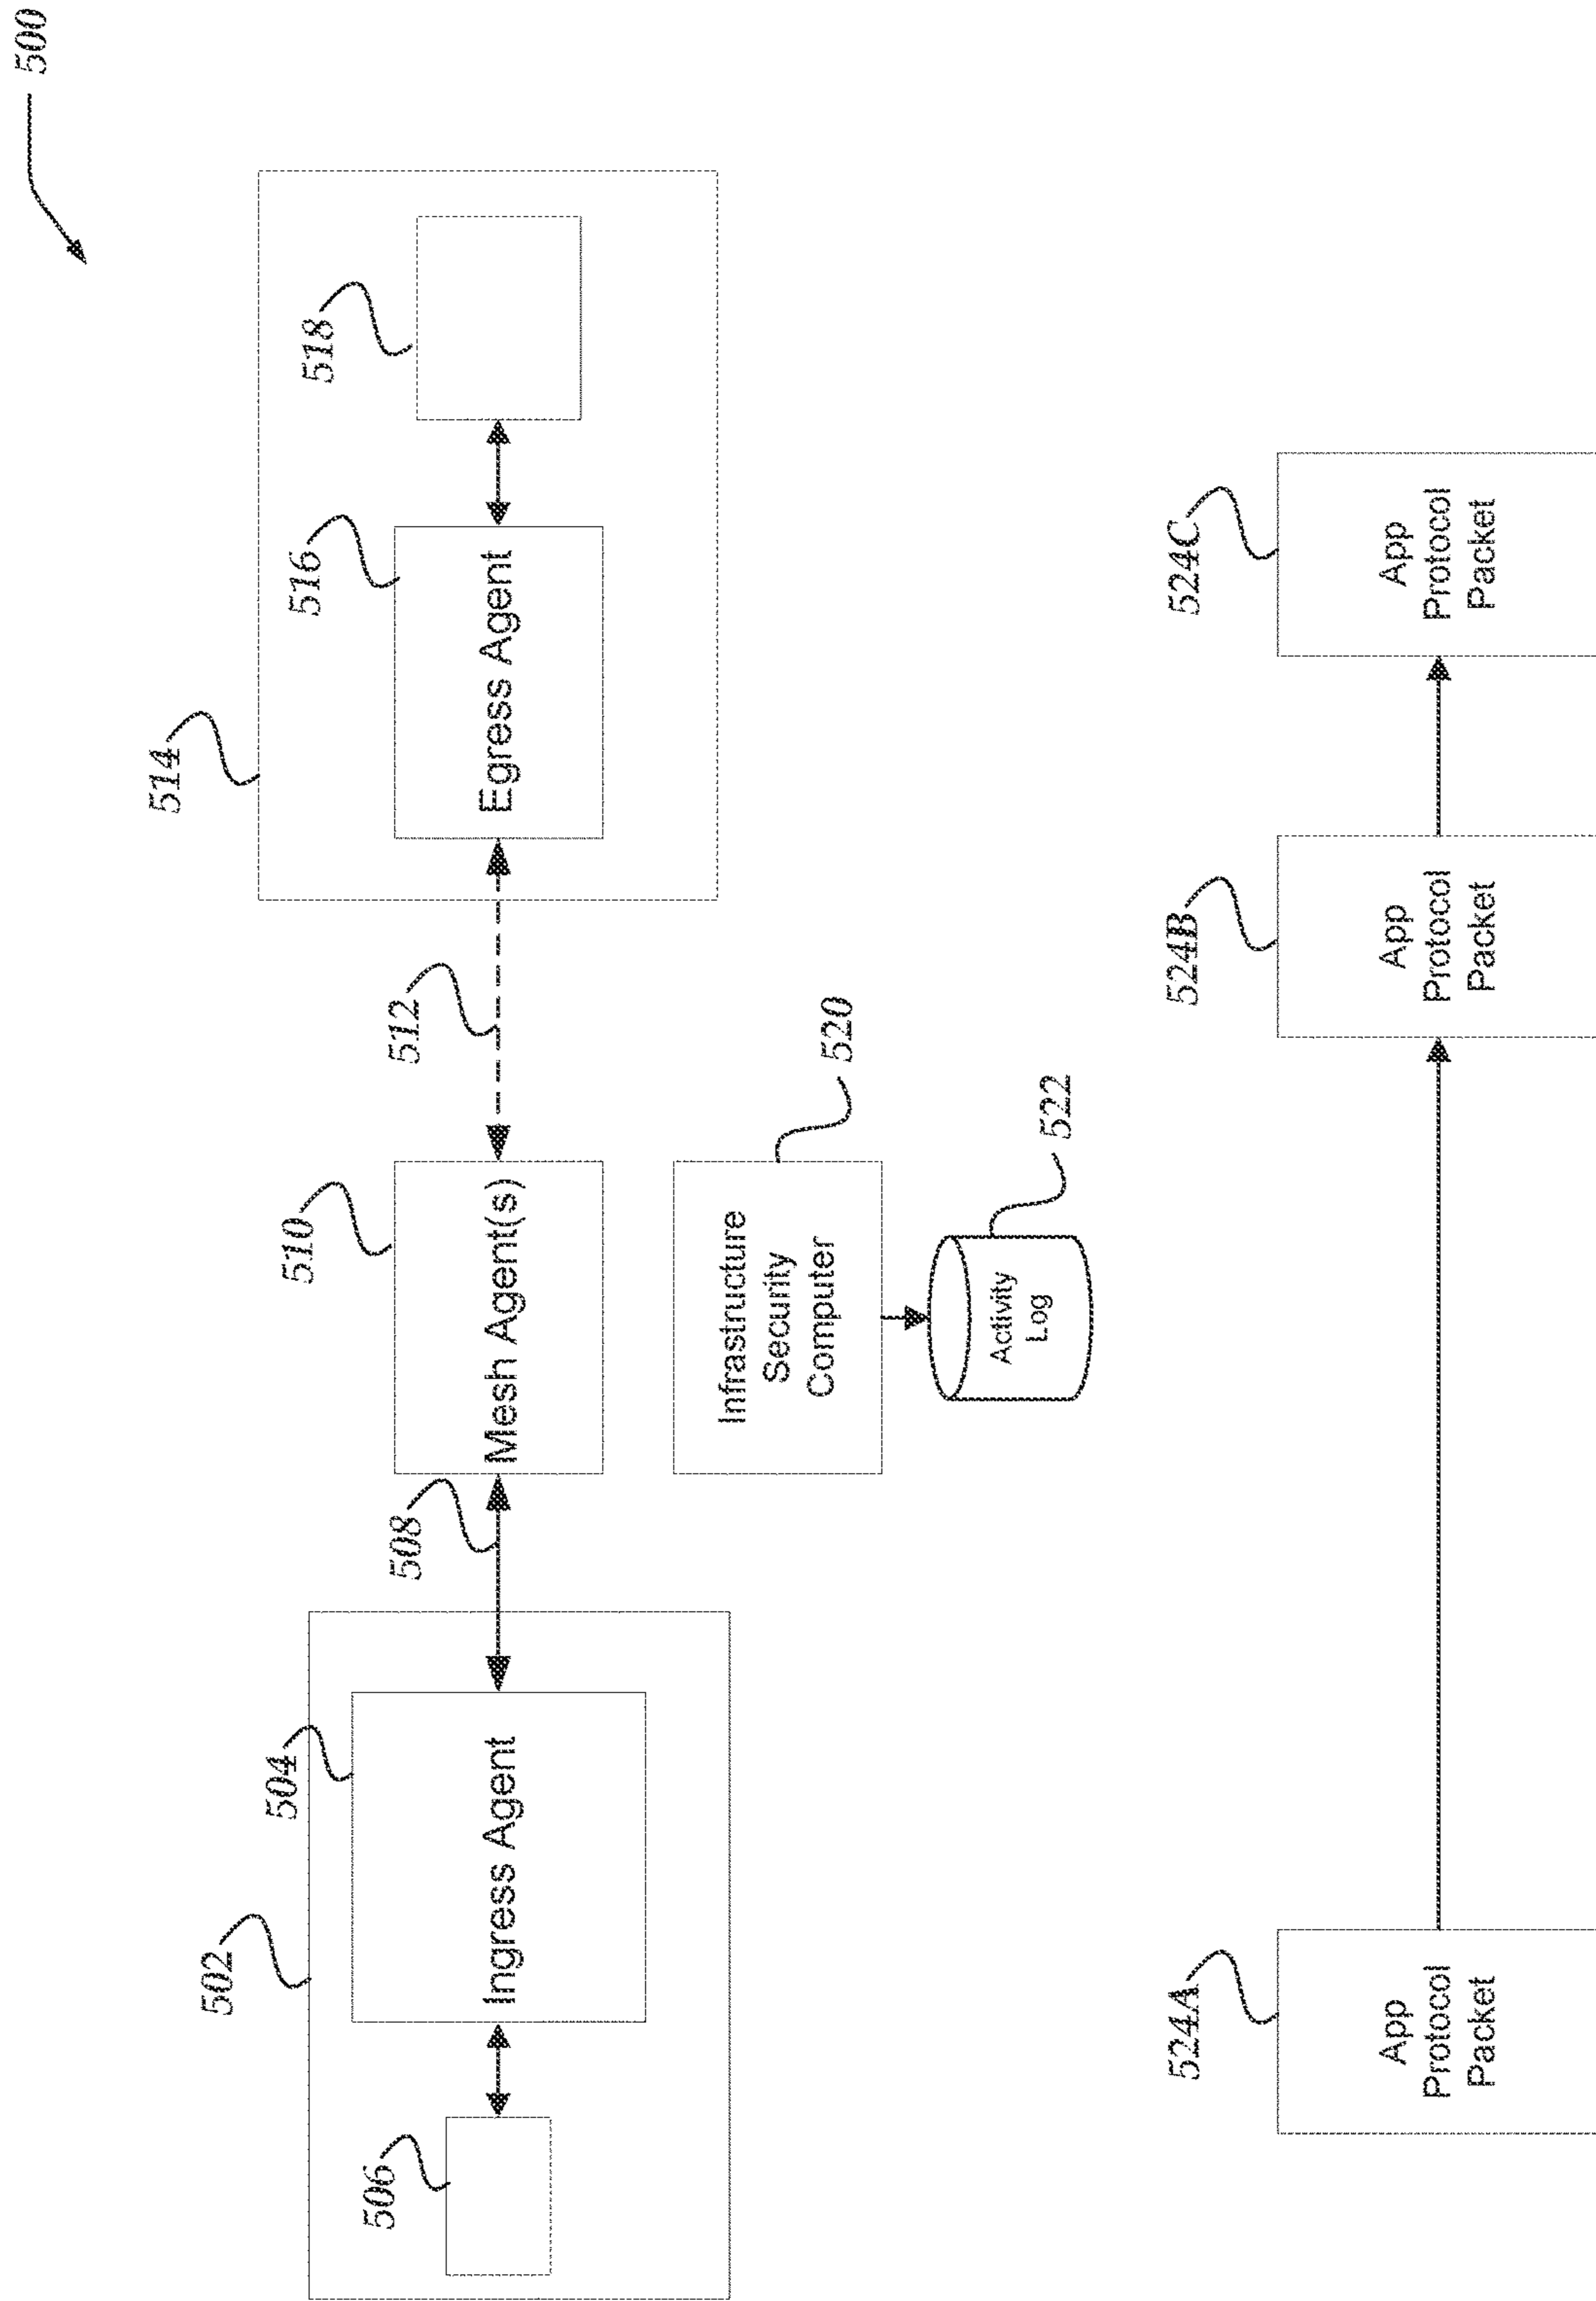 500
514
518
516
Egress Agent
512
510
Mesh Agent(s)
508
502
504
506
Ingress Agent
520
Infrastructure
Security
Computer
522
Activity
Log
524A
App
Protocol
Packet
524B
App
Protocol
Packet
524C
App
Protocol
Packet